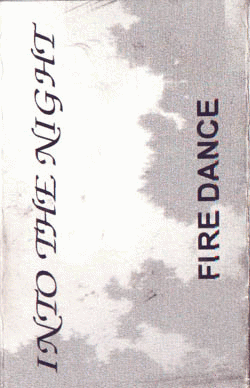 INTO THE NIGHT
FIRE DANCE